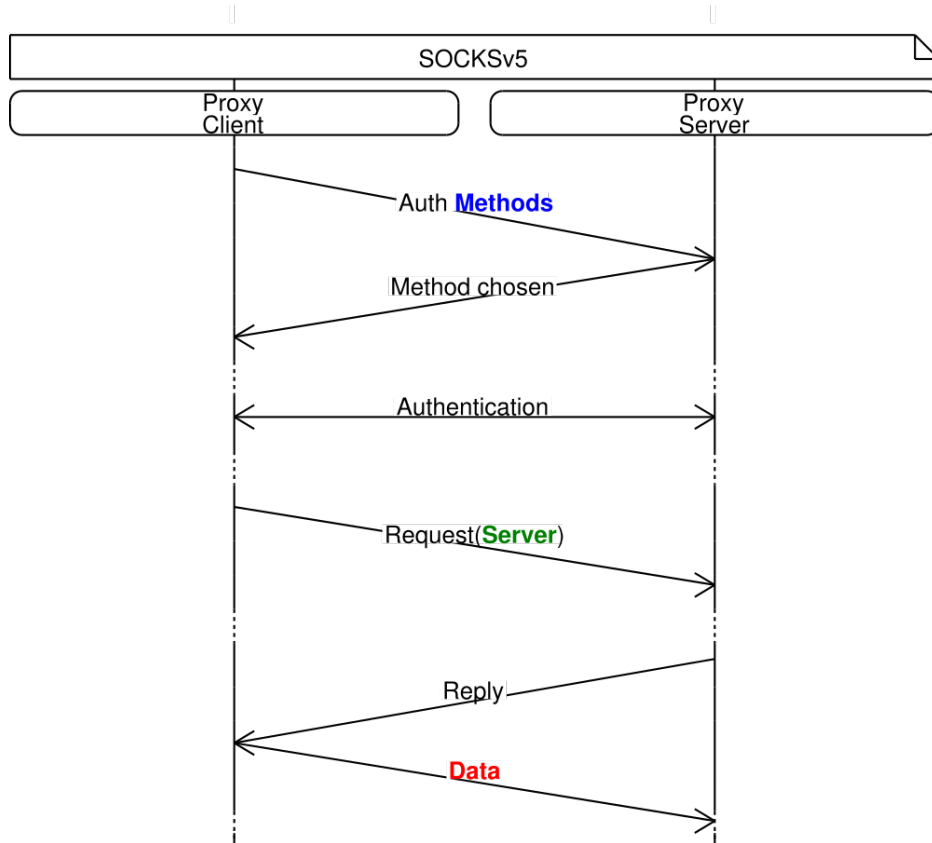 SOCKSv5
Proxy
Client
Proxy
Server
Auth Methods
Method chosen
Authentication
Request(Server)
Reply
Data